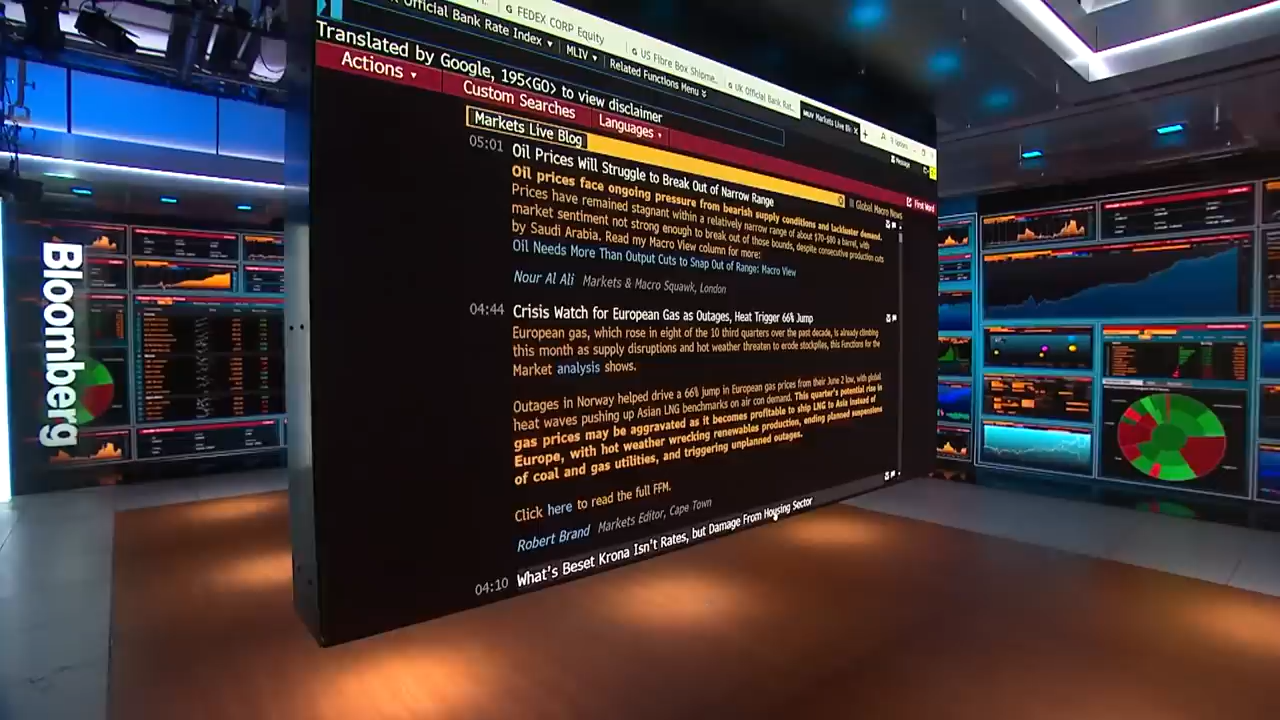 G FEDEX CORP Equity
G US Fibre Box Shipme...
G UK Official Bank Rat...
Markets Live Bl
Official Bank Rate Index
MLIV
Related Functions Menu
Options
Message
Translated by Google, 195<GO> to view disclaimer
Actions
Custom Searches
Languages
First Word
Markets Live Blog
Global Macro News
05:01 Oil Prices Will Struggle to Break Out of Narrow Range
Oil prices face ongoing pressure from bearish supply conditions and lackluster demand.
Prices have remained stagnant within a relatively narrow range of about $70-$80 a barrel, with
market sentiment not strong enough to break out of those bounds, despite consecutive production cuts
by Saudi Arabia. Read my Macro View column for more:
Oil Needs More Than Output Cuts to Snap Out of Range: Macro View
Nour Al Ali Markets & Macro Squawk, London
04:44 Crisis Watch for European Gas as Outages, Heat Trigger 66% Jump
European gas, which rose in eight of the 10 third quarters over the past decade, is already climbing
this month as supply disruptions and hot weather threaten to erode stockpiles, this Functions for the
Market analysis shows.
Outages in Norway helped drive a 66% jump in European gas prices from their June 2 low, with global
heat waves pushing up Asian LNG benchmarks on air con demand. This quarter's potential rise in
gas prices may be aggravated as it becomes profitable to ship LNG to Asia instead of
Europe, with hot weather wrecking renewables production, ending planned suspensions
of coal and gas utilities, and triggering unplanned outages.
Click here to read the full FFM.
Robert Brand Markets Editor, Cape Town
04:10 What's Beset Krona Isn't Rates, but Damage From Housing Sector
Bloomberg